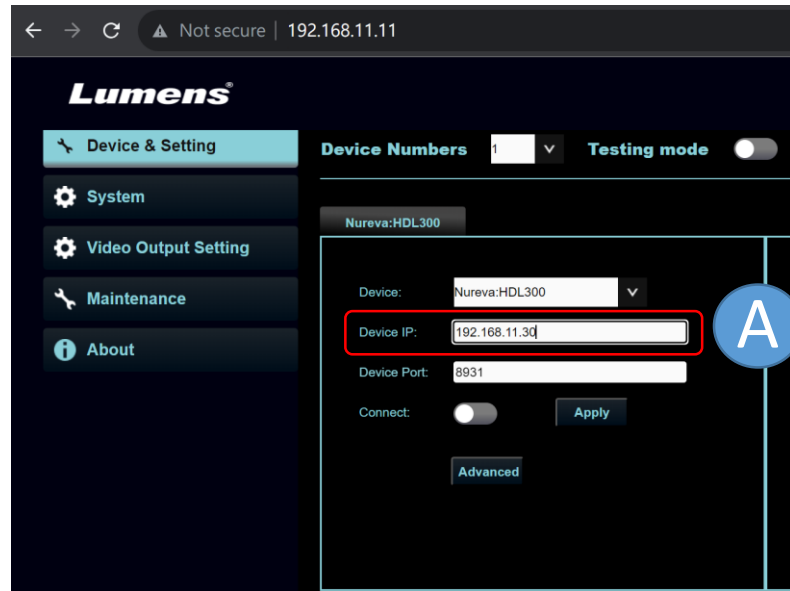 Not secure | 192.168.11.11
Lumens®
Device & Setting
System
Video Output Setting
Maintenance
About
Device Numbers 1 Testing mode
Nureva:HDL300
Device: Nureva:HDL300
Device IP: 192.168.11.30
Device Port: 8931
Connect: Apply
Advanced
A